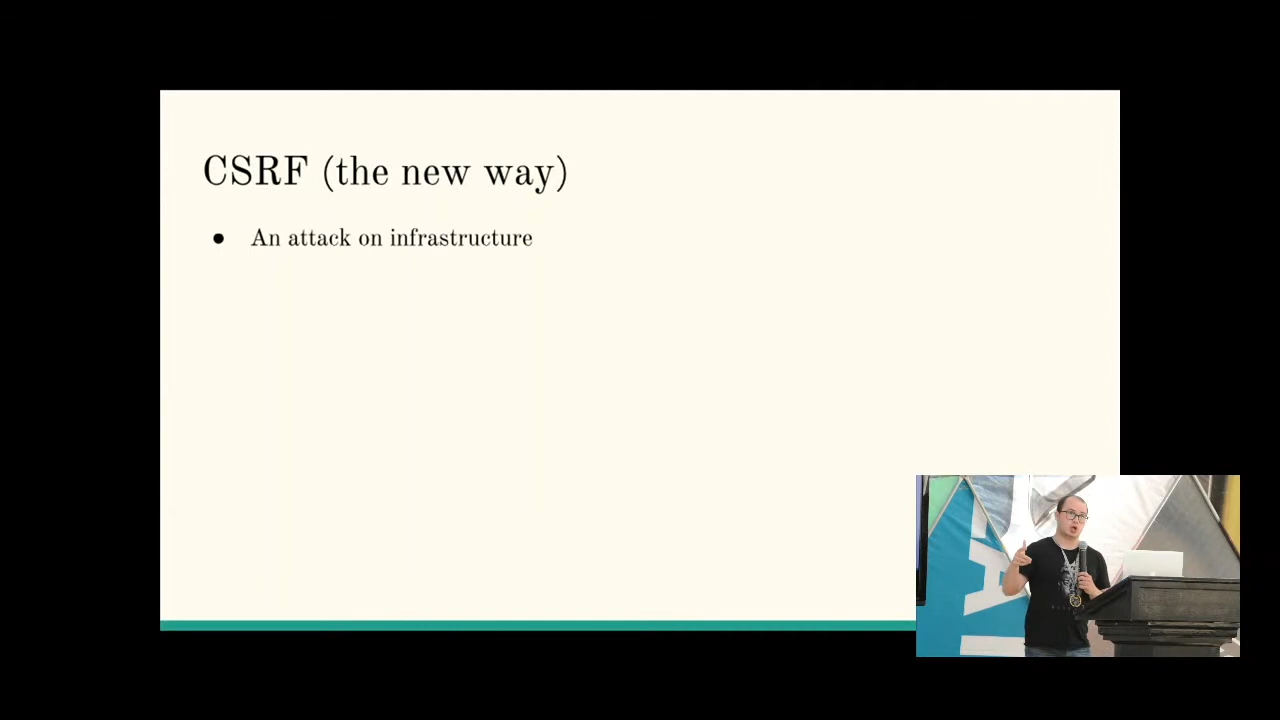 CSRF (the new way)
● An attack on infrastructure